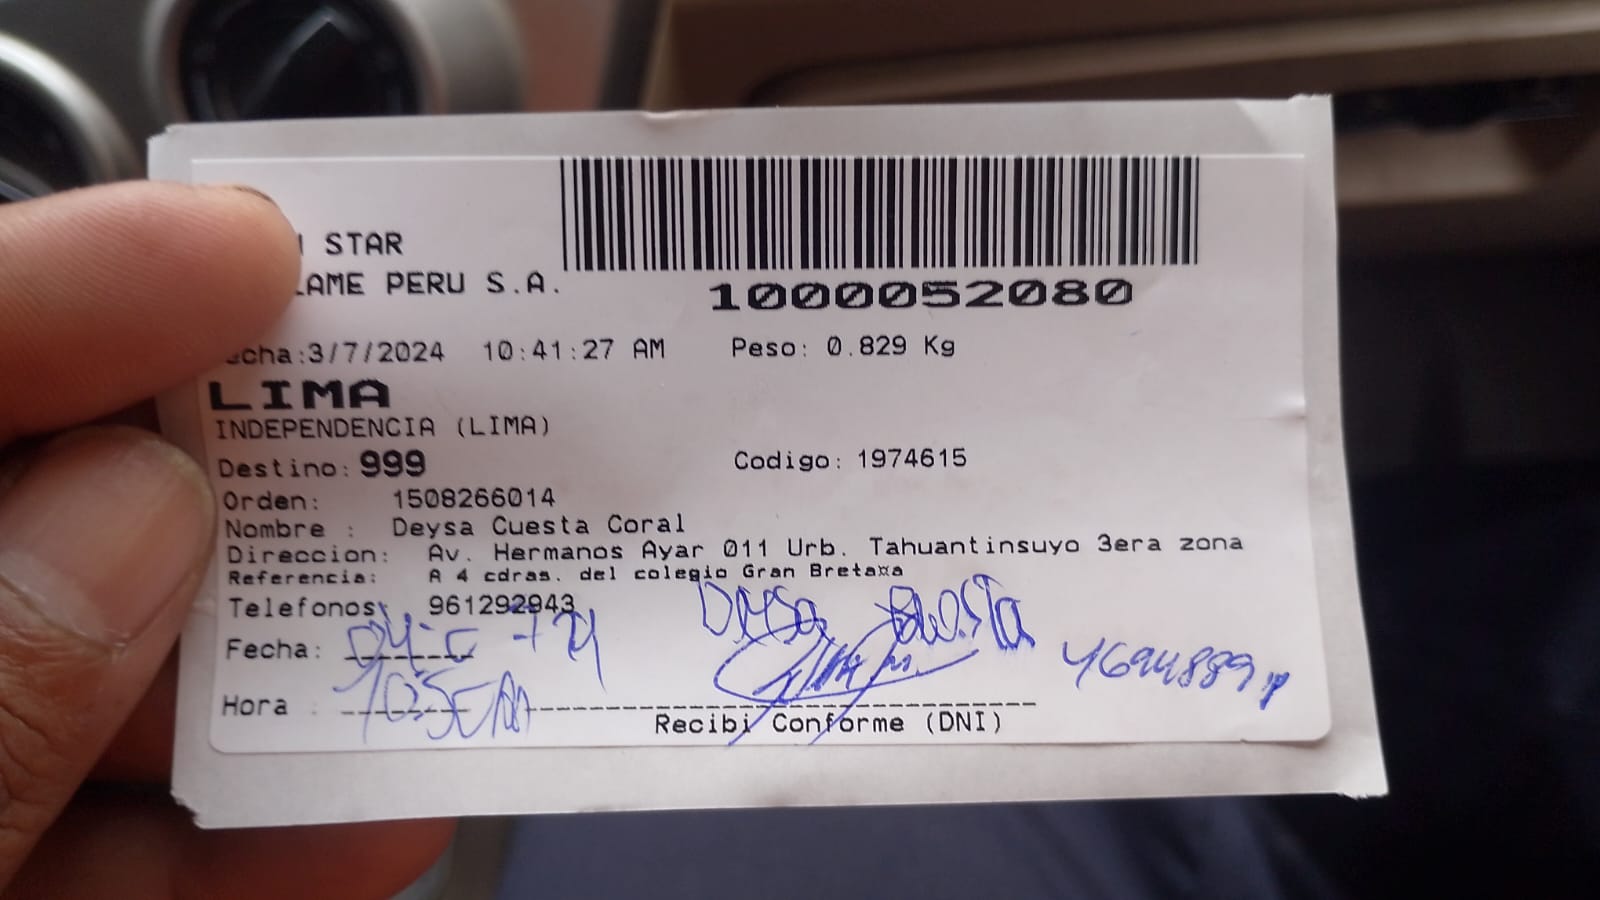 STAR
LAME PERU S.A.
1000052080
cha:3/7/2024 10:41:27 AM Peso: 0.829 Kg
LIMA
INDEPENDENCIA (LIMA)
Destino: 999 Codigo: 1974615
Orden: 1508266014
Nombre : Deysa Cuesta Coral
Direccion: Av. Hermanos Ayar 011 Urb. Tahuantinsuyo 3era zona
Referencia: A 4 cdras. del colegio Gran Bretaxa
Telefonos: 961292943
Deysa
Fecha:
Hora :
Recibi Conforme (DNI)